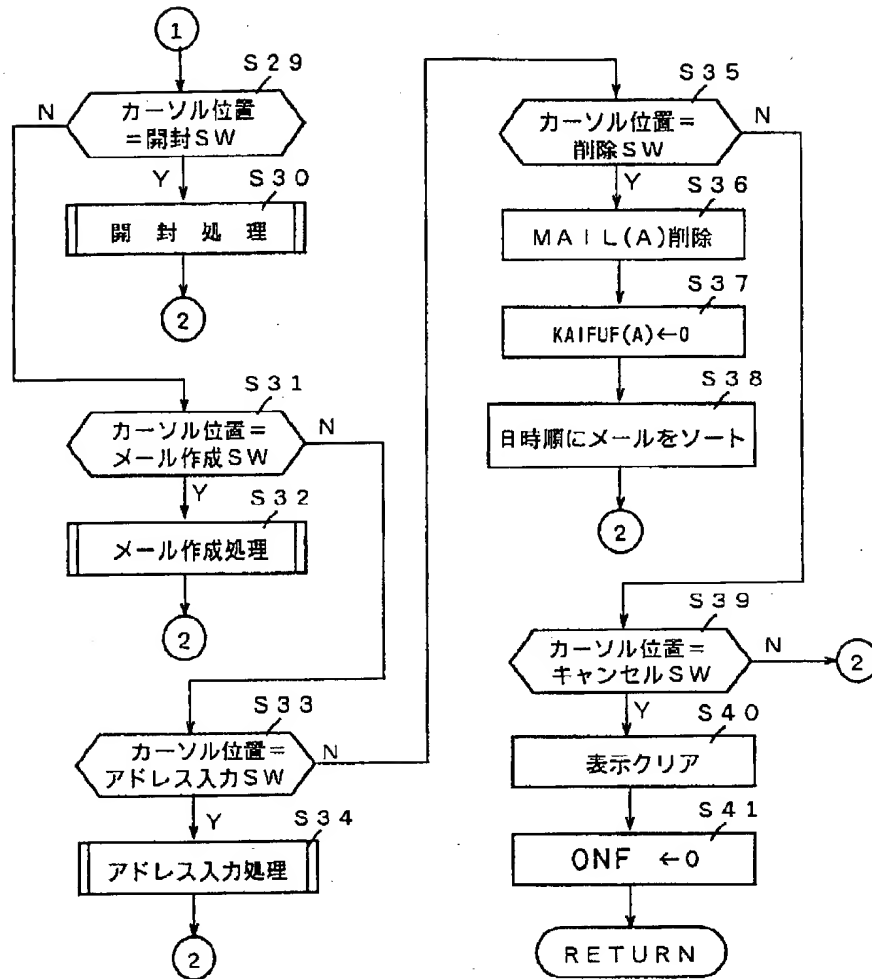 1
S29
カーソル位置
=開封SW
N
Y
S30
開 封 処 理
2
S31
カーソル位置=
メール作成SW
N
Y
S32
メール作成処理
2
S33
カーソル位置=
アドレス入力SW
N
Y
S34
アドレス入力処理
2
S35
カーソル位置=
削除SW
N
Y
S36
MAIL(A)削除
S37
KAIFUF(A)←0
S38
日時順にメールをソート
2
S39
カーソル位置=
キャンセルSW
N
2
Y
S40
表示クリア
S41
ONF ←0
RETURN